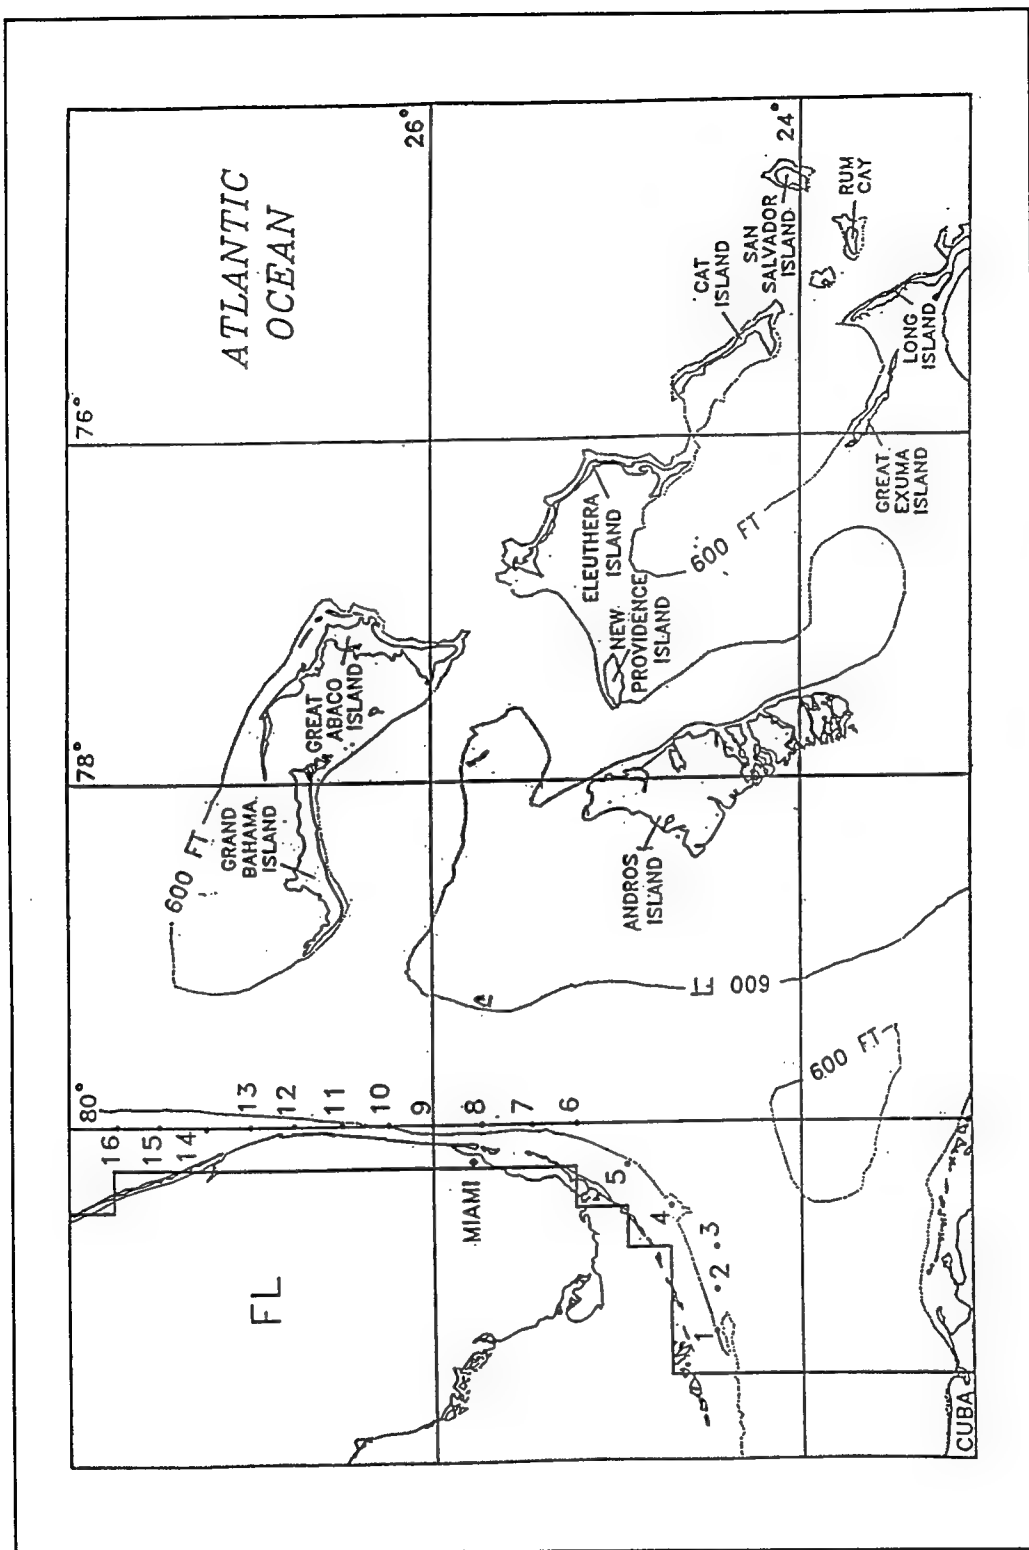 ATLANTIC
OCEAN
76°
78°
80°
26°
24°
600 FT
GRAND
BAHAMA
ISLAND
GREAT
ABACO
ISLAND
ELEUTHERA
ISLAND
NEW
PROVIDENCE
ISLAND
CAT
ISLAND
SAN
SALVADOR
ISLAND
RUM
CAY
LONG
ISLAND
GREAT
EXUMA
ISLAND
600 FT
ANDROS
ISLAND
600 FT
600 FT
FL
MIAMI
CUBA
16
15
14
13
12
11
10
9
8
7
6
5
4
3
2
1